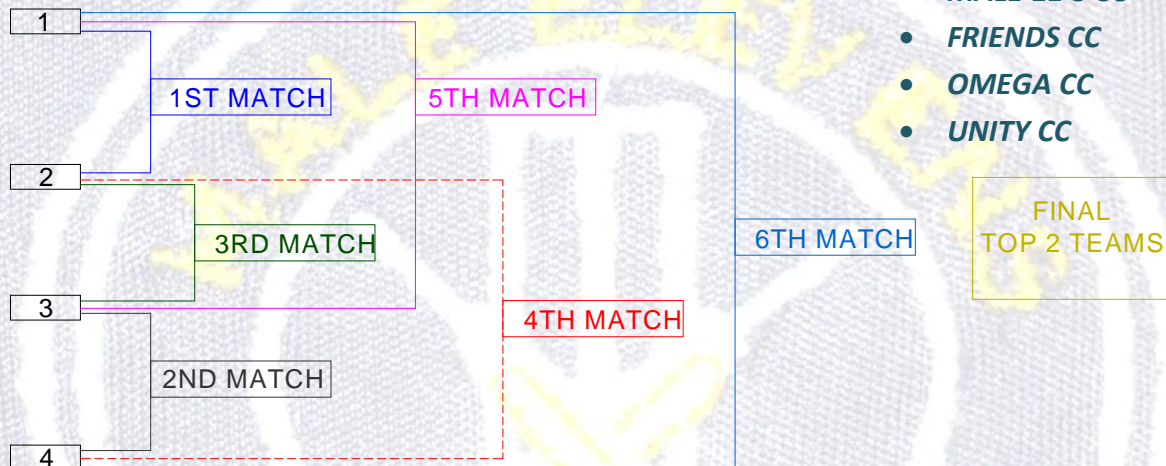 1
1ST MATCH
5TH MATCH
FRIENDS CC
OMEGA CC
UNITY CC
2
3RD MATCH
6TH MATCH
FINAL
TOP 2 TEAMS
3
4TH MATCH
2ND MATCH
4